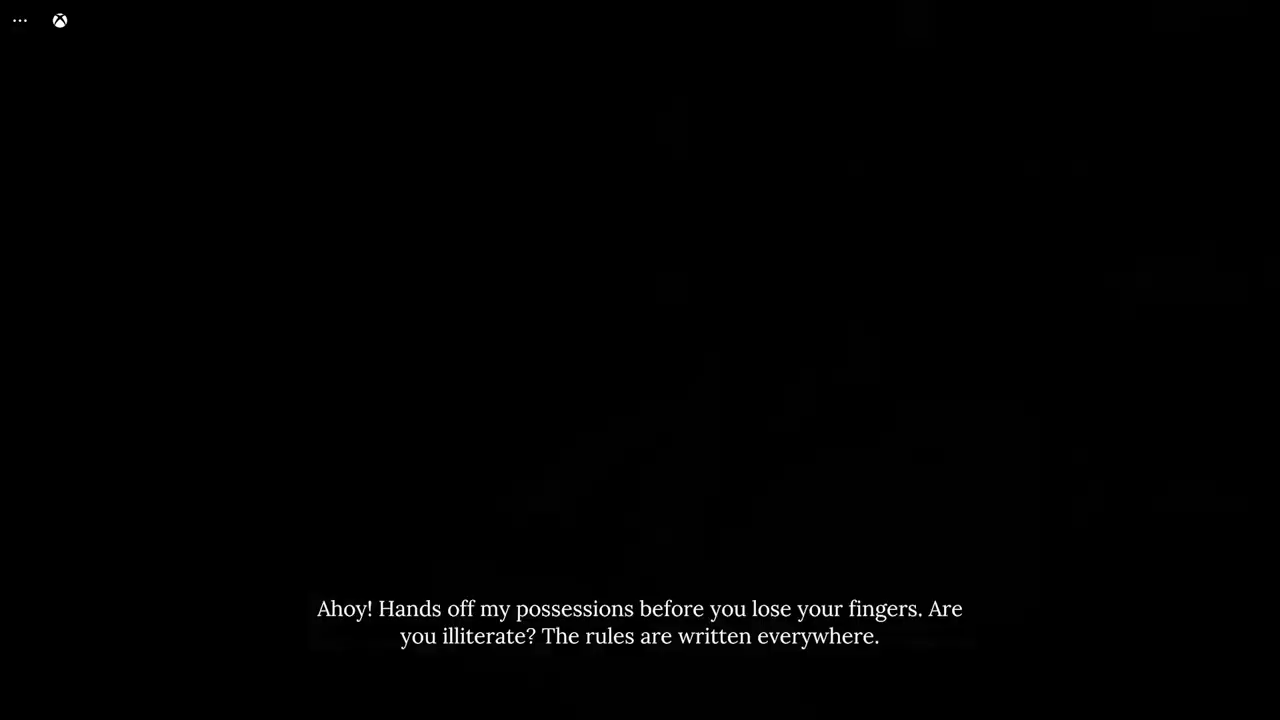 Ahoy! Hands off my possessions before you lose your fingers. Are
you illiterate? The rules are written everywhere.